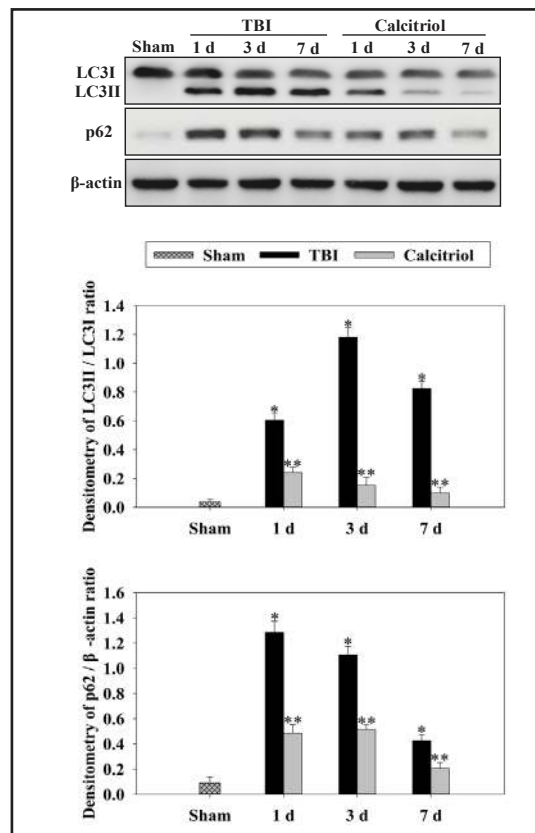 TBI Calcitriol
Sham 1 d 3 d 7 d 1 d 3 d 7 d
LC3I
LC3II
p62
β-actin
Sham TBI Calcitriol
Densitometry of LC3II / LC3I ratio
1.4
1.2
1.0
0.8
0.6
0.4
0.2
0.0
* ** * ** * **
Sham 1 d 3 d 7 d
Densitometry of p62 / β -actin ratio
1.6
1.4
1.2
1.0
0.8
0.6
0.4
0.2
0.0
* ** * ** * **
Sham 1 d 3 d 7 d